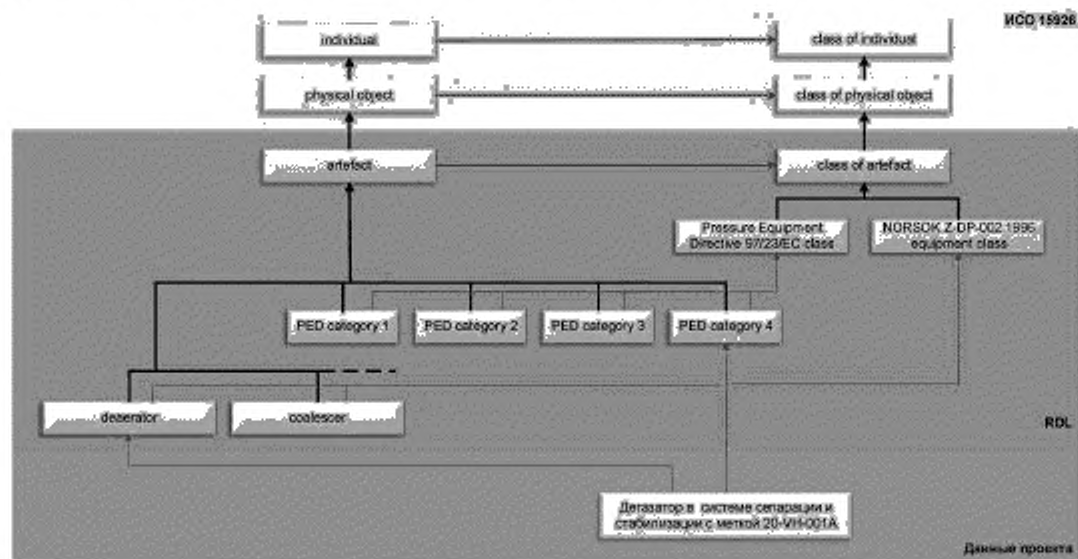 ИСО 15926
individual
class of individual
physical object
class of physical object
artefact
class of artefact
Pressure Equipment
Directive 97/23/EC class
NORSOK Z-DP-002:1996
equipment class
PED category 1
PED category 2
PED category 3
PED category 4
deaerator
coalescer
RDL
Дегазатор в системе сепарации и
стабилизации с меткой 20-VH-001A
Данные проекта